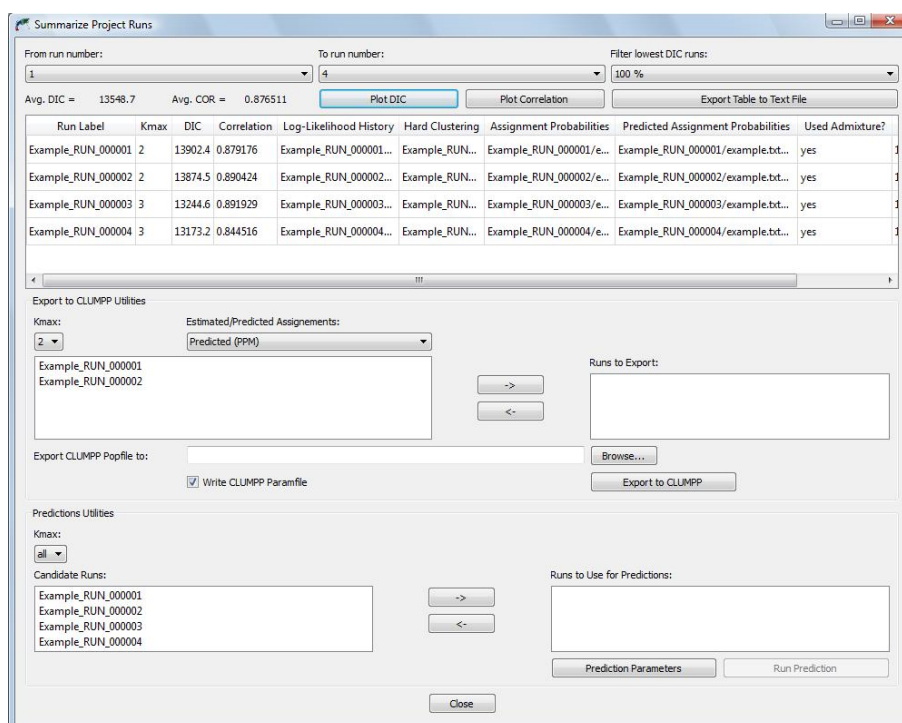 Summarize Project Runs
From run number: To run number: Filter lowest DIC runs:
1 4 100 %
Avg. DIC = 13548.7 Avg. COR = 0.876511 Plot DIC Plot Correlation Export Table to Text File
Run Label Kmax DIC Correlation Log-Likelihood History Hard Clustering Assignment Probabilities Predicted Assignment Probabilities Used Admixture?
Example_RUN_000001 2 13902.4 0.879176 Example_RUN_000001... Example_RUN... Example_RUN_000001/e... Example_RUN_000001/example.txt... yes 1
Example_RUN_000002 2 13874.5 0.890424 Example_RUN_000002... Example_RUN... Example_RUN_000002/e... Example_RUN_000002/example.txt... yes 1
Example_RUN_000003 3 13244.6 0.891929 Example_RUN_000003... Example_RUN... Example_RUN_000003/e... Example_RUN_000003/example.txt... yes 1
Example_RUN_000004 3 13173.2 0.844516 Example_RUN_000004... Example_RUN... Example_RUN_000004/e... Example_RUN_000004/example.txt... yes 1
Export to CLUMPP Utilities
Kmax: Estimated/Predicted Assignements:
2 Predicted (PPM)
Runs to Export:
Example_RUN_000001
Example_RUN_000002
->
<-
Export CLUMPP Popfile to: Browse...
Write CLUMPP Paramfile Export to CLUMPP
Predictions Utilities
Kmax:
all
Candidate Runs: Runs to Use for Predictions:
Example_RUN_000001
Example_RUN_000002
Example_RUN_000003
Example_RUN_000004
->
<-
Prediction Parameters Run Prediction
Close